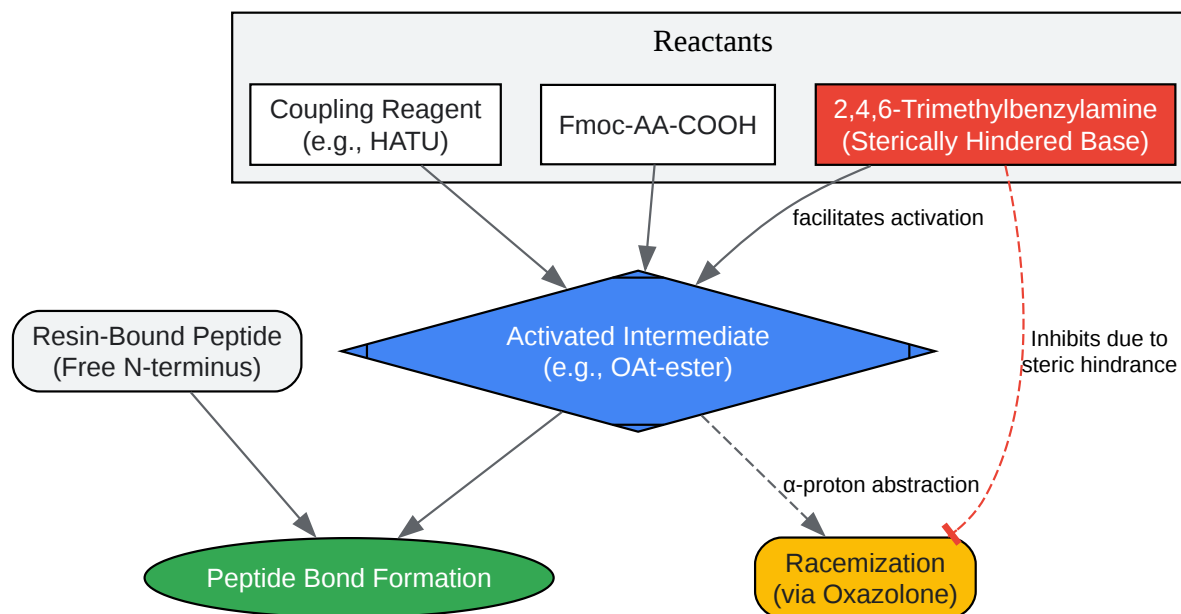 Reactants
Coupling Reagent
(e.g., HATU)
Fmoc-AA-COOH
2,4,6-Trimethylbenzylamine
(Sterically Hindered Base)
facilitates activation
Resin-Bound Peptide
(Free N-terminus)
Activated Intermediate
(e.g., OAt-ester)
Inhibits due to
steric hindrance
α-proton abstraction
Peptide Bond Formation
Racemization
(via Oxazolone)